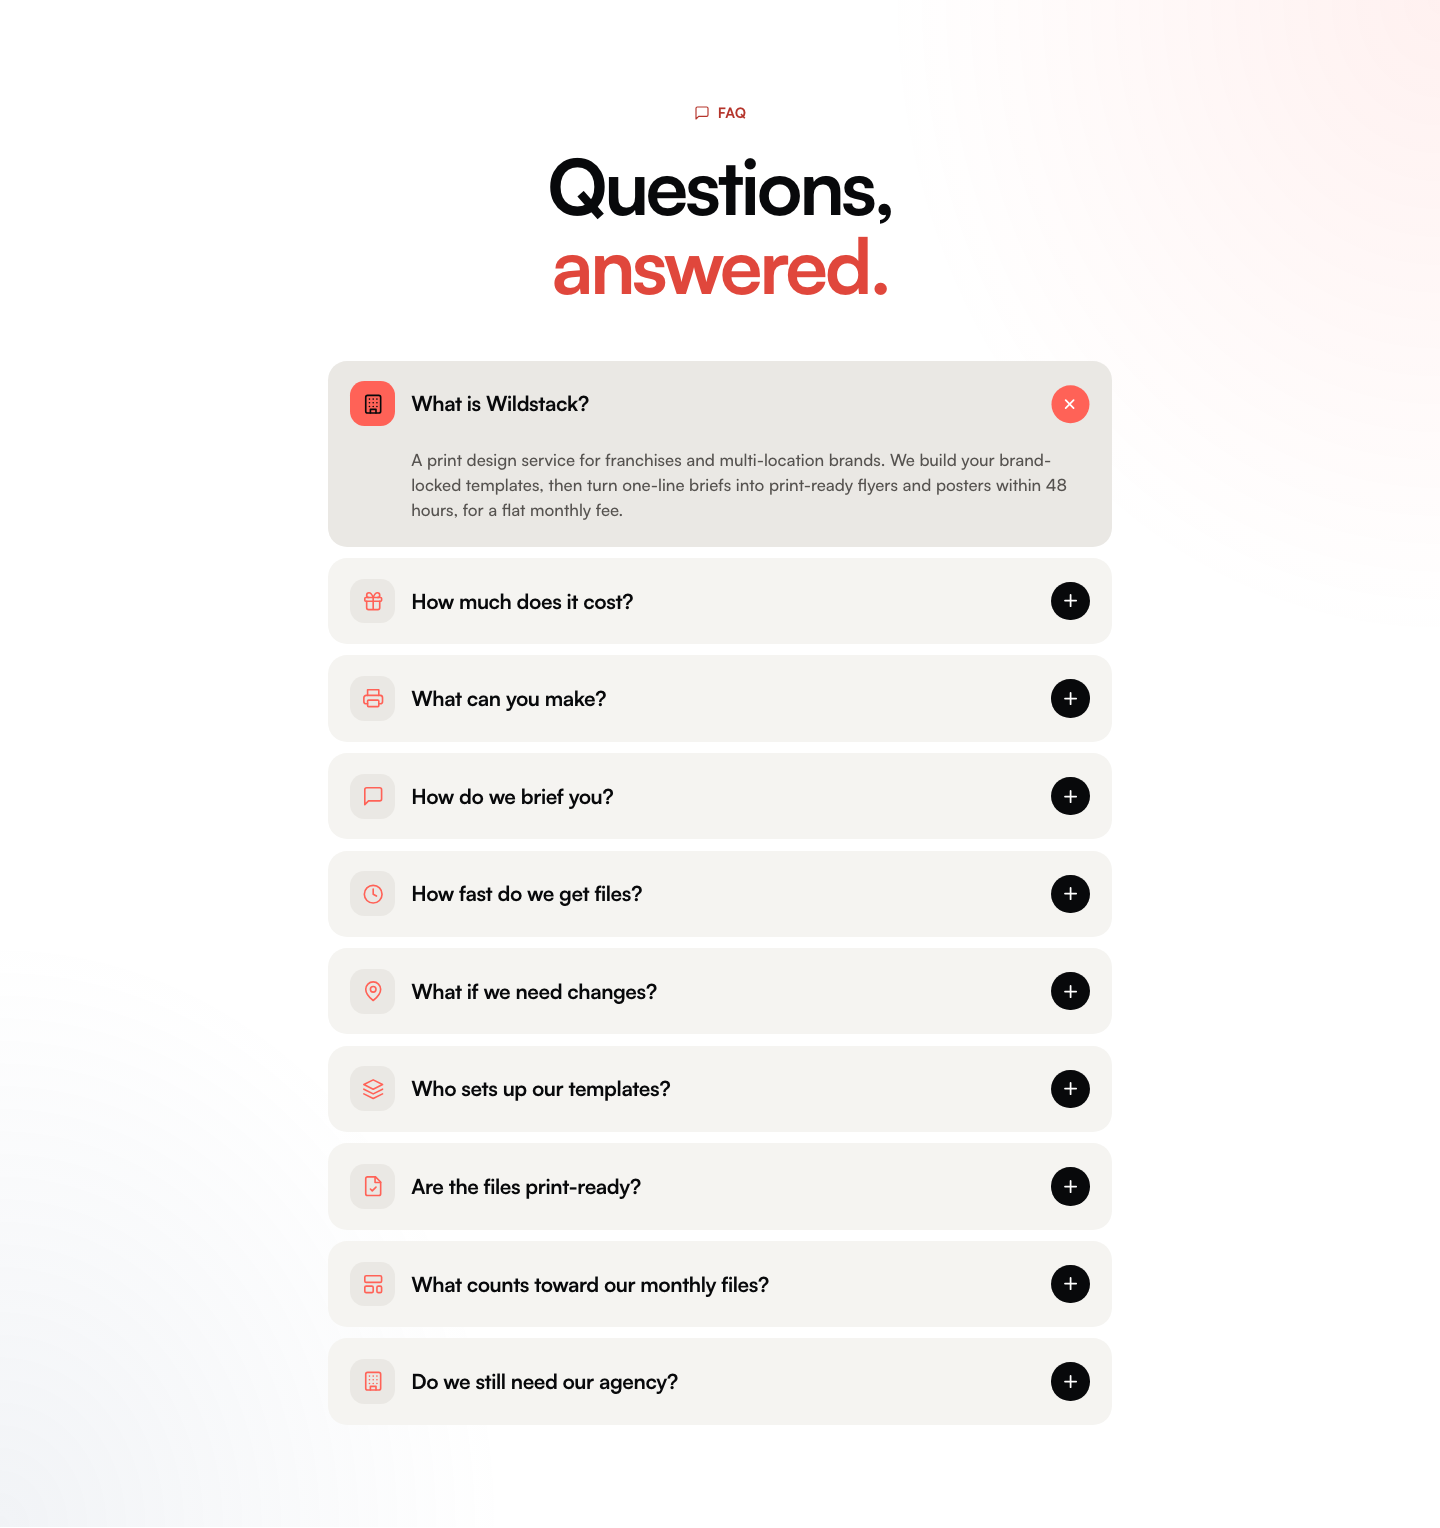 FAQ
Questions,
answered.
What is Wildstack?
A print design service for franchises and multi-location brands. We build your brand-
locked templates, then turn one-line briefs into print-ready flyers and posters within 48
hours, for a flat monthly fee.
How much does it cost?
What can you make?
How do we brief you?
How fast do we get files?
What if we need changes?
Who sets up our templates?
Are the files print-ready?
What counts toward our monthly files?
Do we still need our agency?